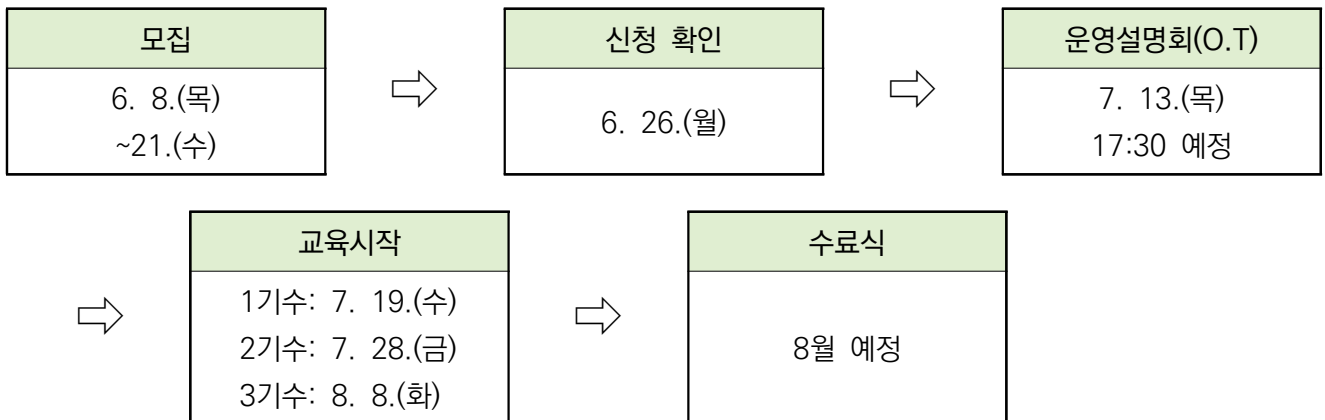 모집
6. 8.(목)
~21.(수)
신청 확인
6. 26.(월)
운영설명회(O.T)
7. 13.(목)
17:30 예정
교육시작
1기수: 7. 19.(수)
2기수: 7. 28.(금)
3기수: 8. 8.(화)
수료식
8월 예정